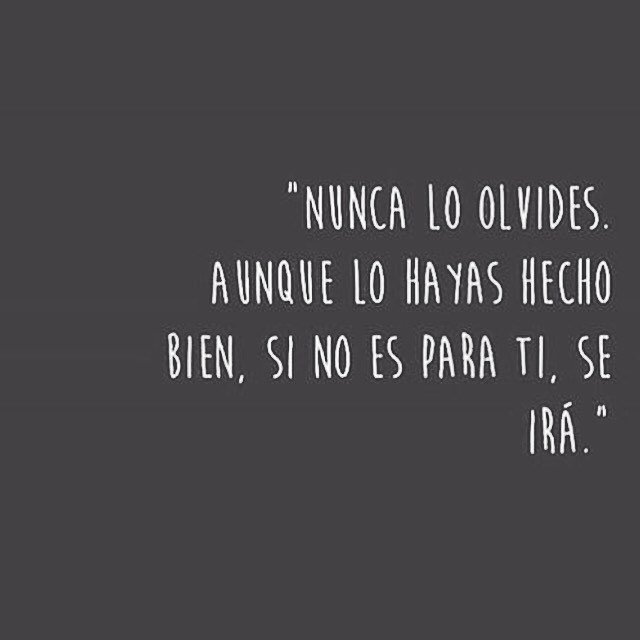 "NUNCA LO OLVIDES.
AUNQUE LO HAYAS HECHO
BIEN, SI NO ES PARA TI, SE
IRÁ."